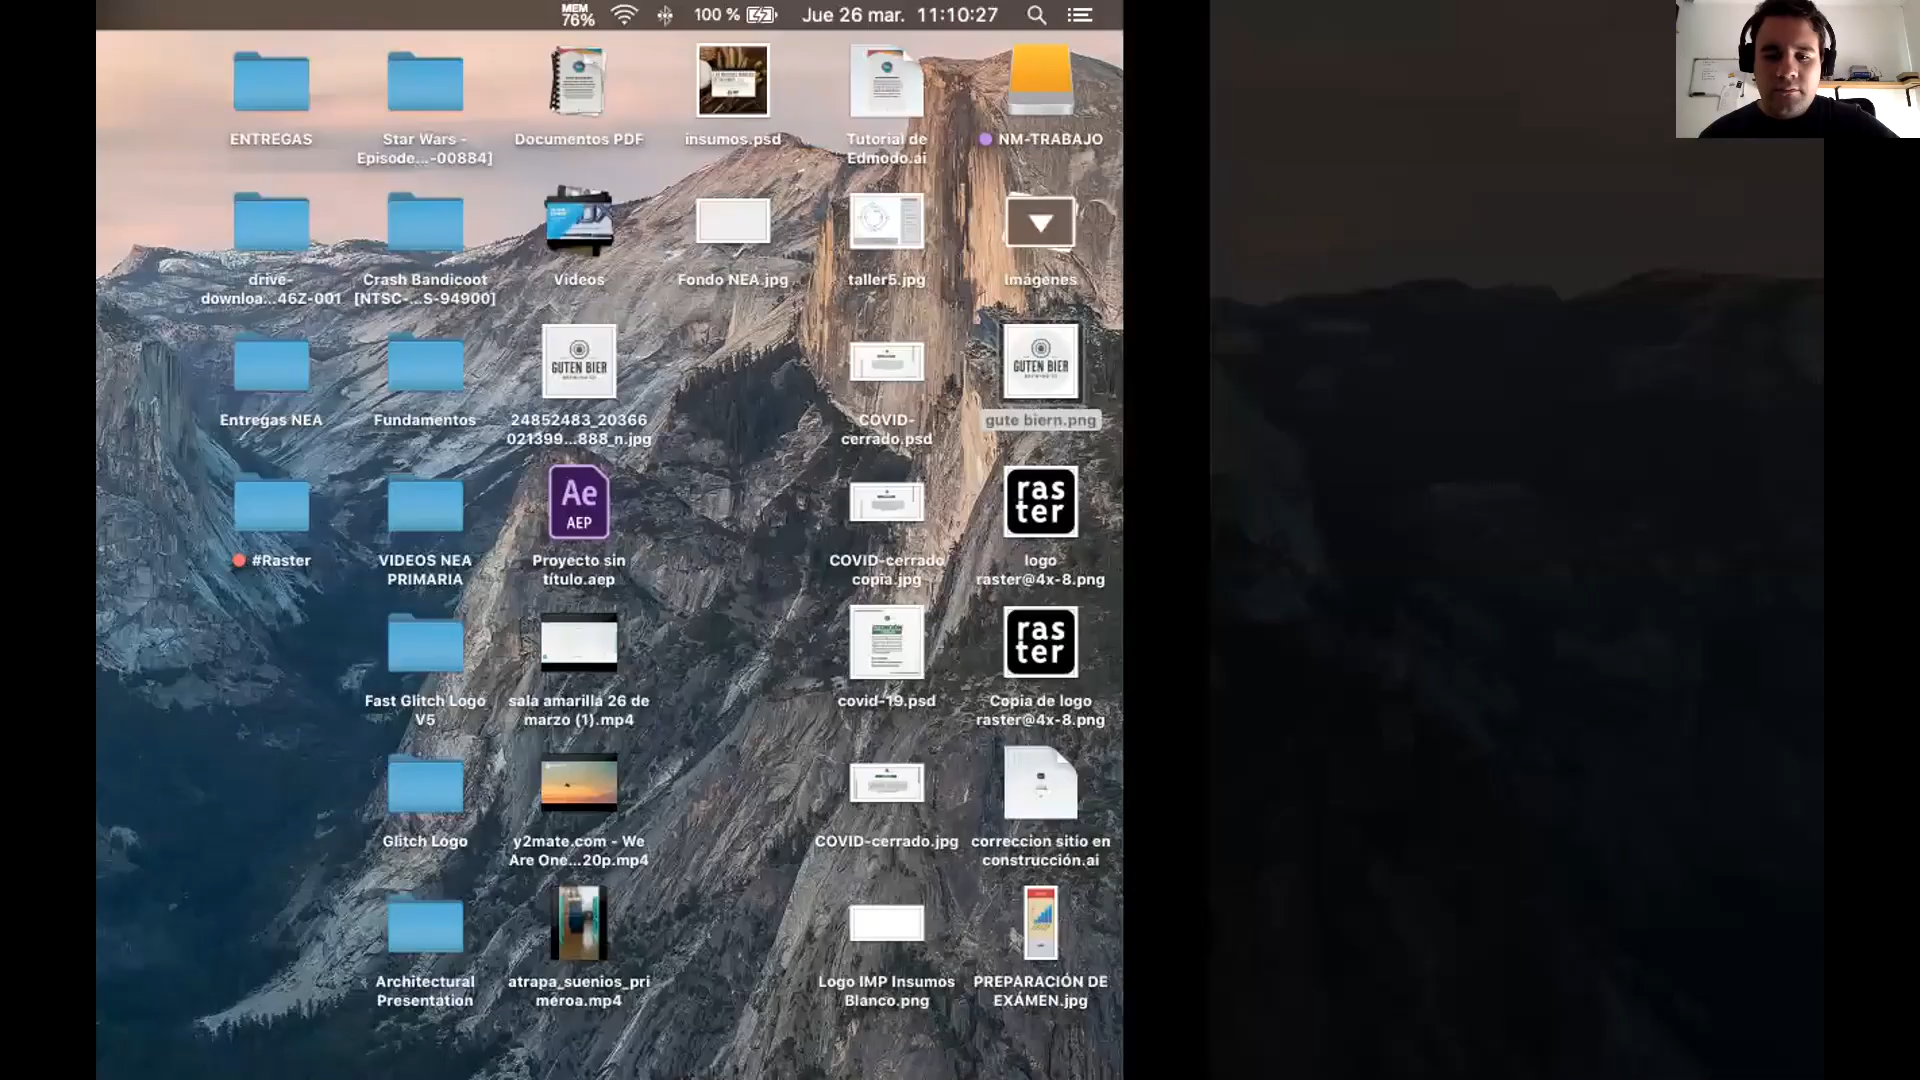 MEM
76%
100 %
Jue 26 mar. 11:10:27
ENTREGAS
Star Wars -
Episode...-00884]
Documentos PDF
insumos.psd
Tutorial de
Edmodo.ai
NM-TRABAJO
drive-
downloa...46Z-001
Crash Bandicoot
[NTSC-...S-94900]
Videos
Fondo NEA.jpg
taller5.jpg
Imágenes
Entregas NEA
Fundamentos
GUTEN BIER
24852483_20366
021399...888_n.jpg
COVID-
cerrado.psd
GUTEN BIER
gute biern.png
#Raster
VIDEOS NEA
PRIMARIA
Ae
AEP
Proyecto sin
título.aep
COVID-cerrado
copia.jpg
ras
ter
logo
raster@4x-8.png
Fast Glitch Logo
V5
sala amarilla 26 de
marzo (1).mp4
covid-19.psd
ras
ter
Copia de logo
raster@4x-8.png
Glitch Logo
y2mate.com - We
Are One...20p.mp4
COVID-cerrado.jpg
correccion sitio en
construcción.ai
Architectural
Presentation
atrapa_suenios_pri
meroa.mp4
Logo IMP Insumos
Blanco.png
PREPARACIÓN DE
EXÁMEN.jpg